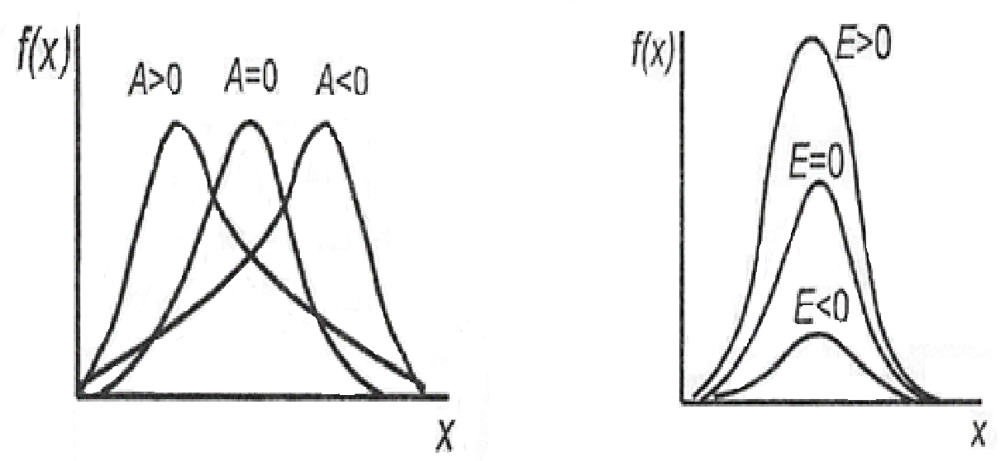 f(x)
A>0 A=0 A<0
x
f(x)
E>0
E=0
E<0
x